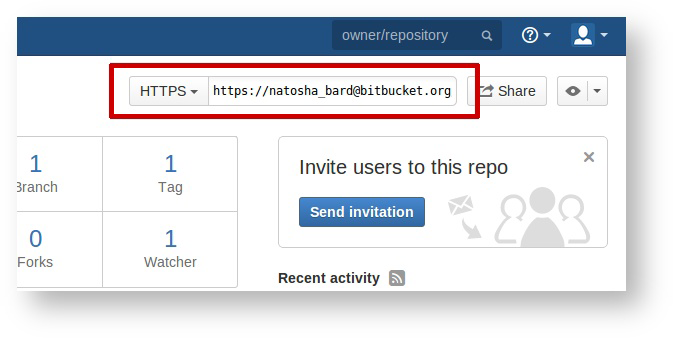 owner/repository
HTTPS https://natosha_bard@bitbucket.org Share
1 1
Branch Tag
0 1
Forks Watcher
Invite users to this repo
Send invitation
Recent activity